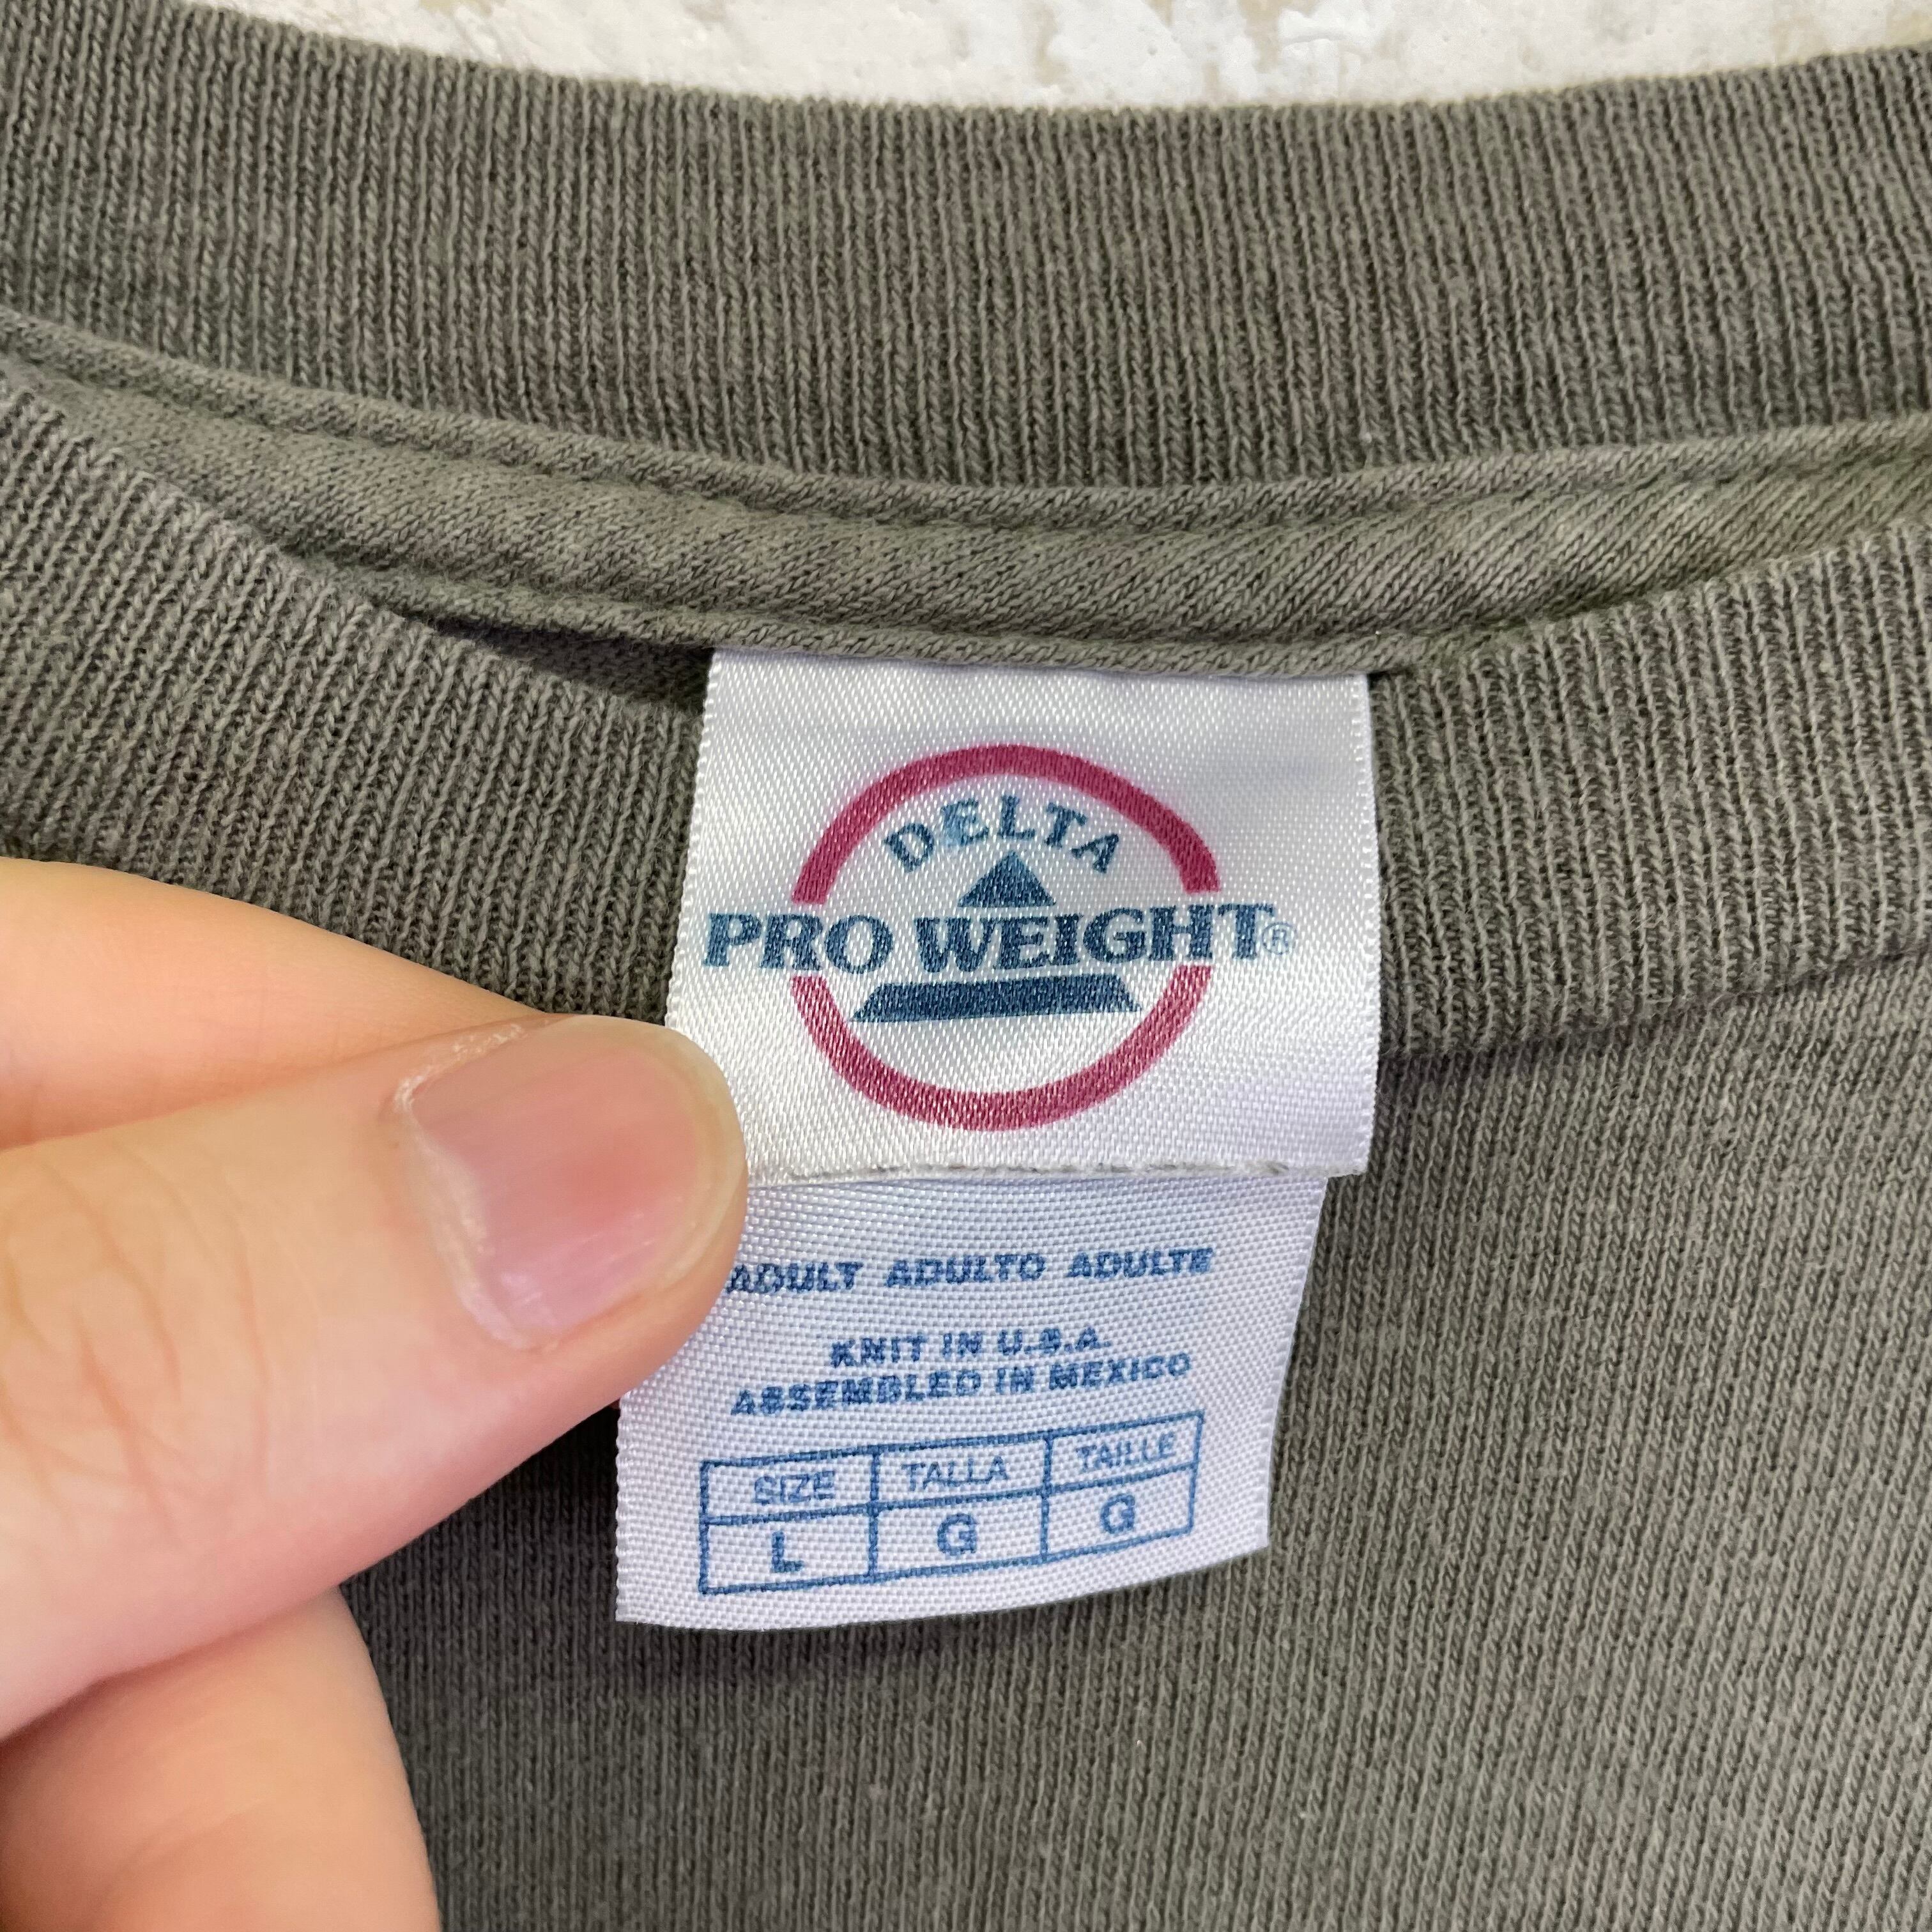 DELTA
PRO WEIGHT®
ADULT ADULTO ADULTE
KNIT IN U.S.A.
ASSEMBLED IN MEXICO
SIZE TALLA TAILLE
L G G